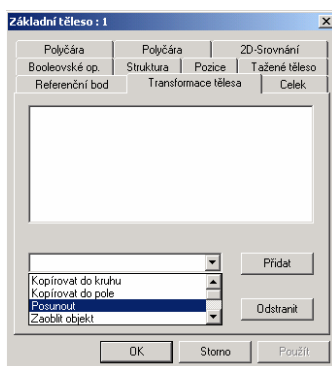 Základní těleso : 1
Polyčára Polyčára 2D-Srovnání
Booleovské op. Struktura Pozice Tažené těleso
Referenční bod Transformace tělesa Celek
Přidat
Kopírovat do kruhu
Kopírovat do pole
Posunout
Zaoblit objekt
Odstranit
OK Storno Použít